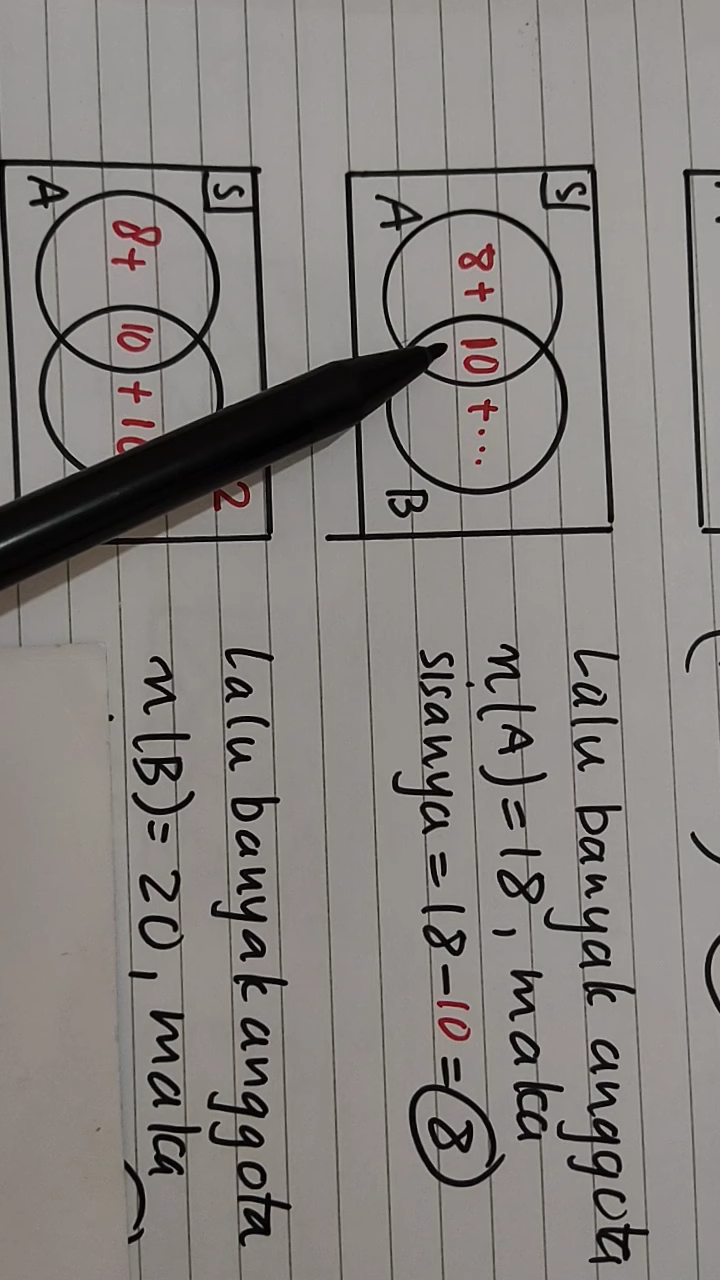 S
A
8 + 10 + ...
B
Lalu banyak anggota
n(A) = 18, maka
sisanya = 18 - 10 = 8
S
2
8 + 10 + 10
A
Lalu banyak anggota
n(B) = 20, maka